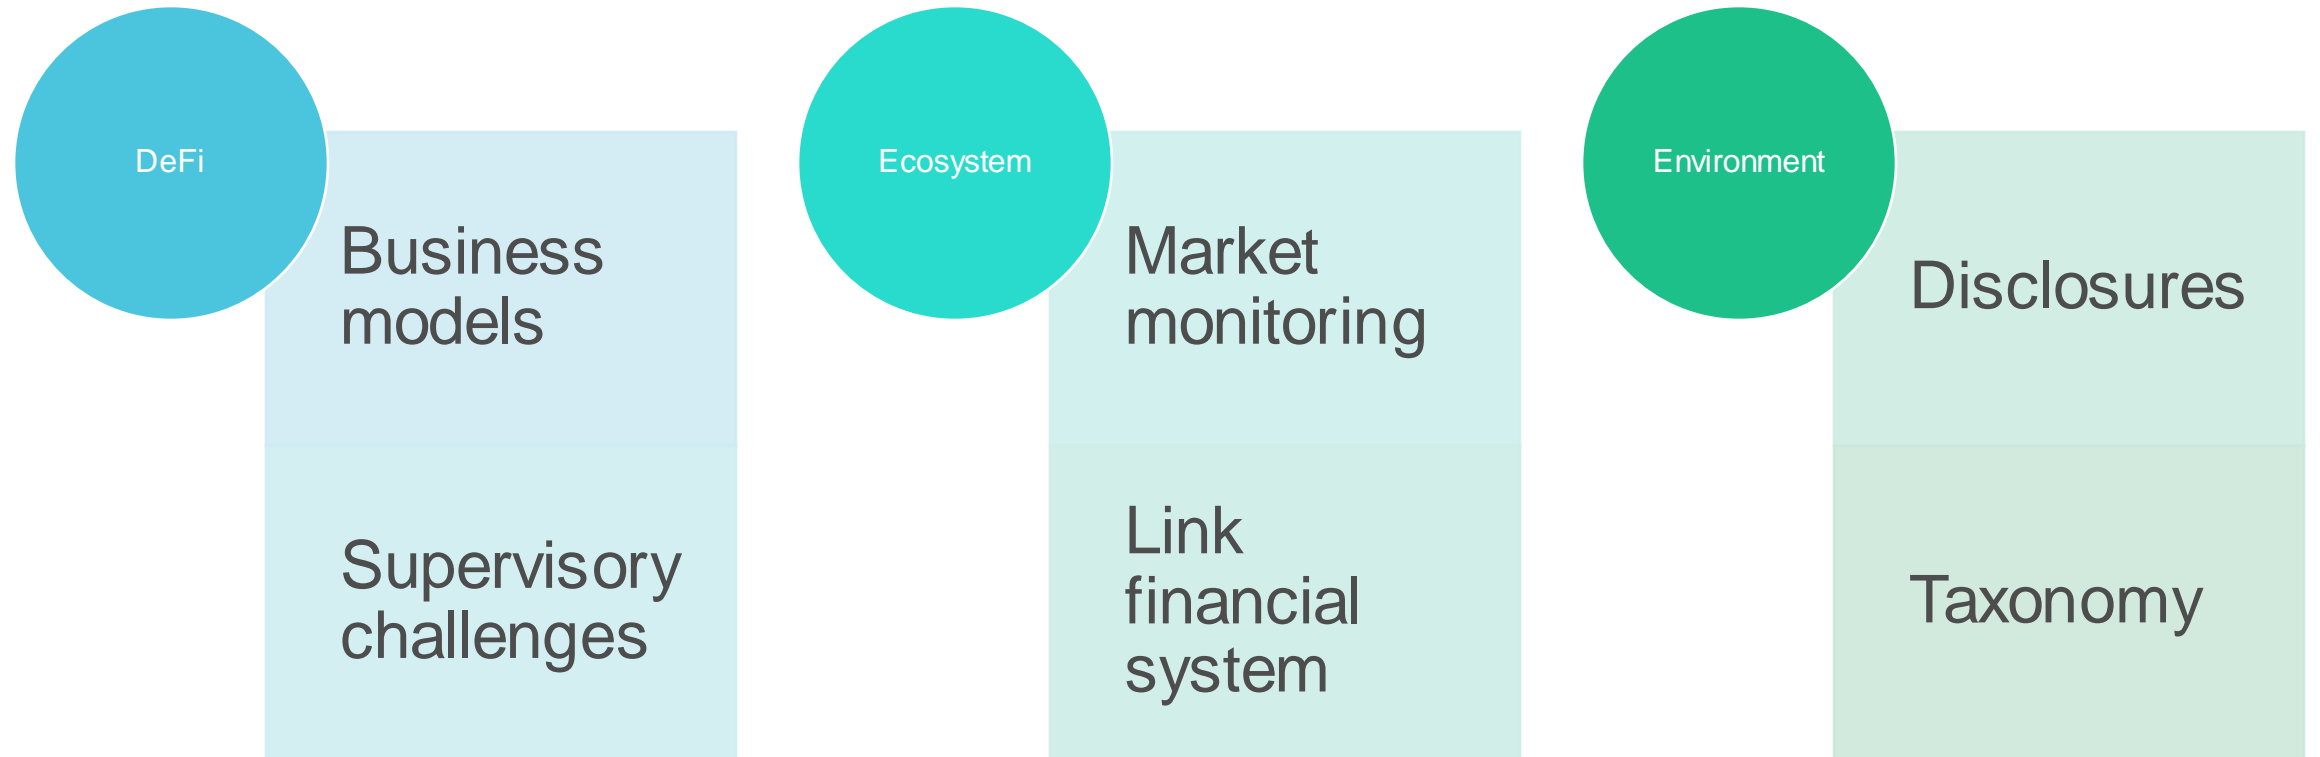 DeFi
Business
models
Supervisory
challenges
Ecosystem
Market
monitoring
Link
financial
system
Environment
Disclosures
Taxonomy